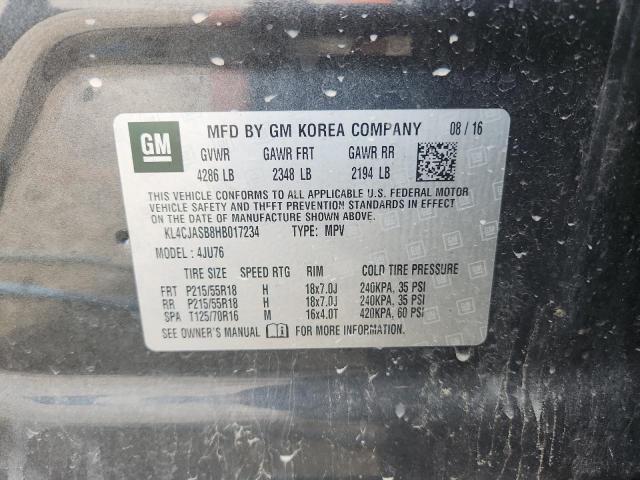 GM MFD BY GM KOREA COMPANY 08 / 16
GVWR GAWR FRT GAWR RR
4286 LB 2348 LB 2194 LB
THIS VEHICLE CONFORMS TO ALL APPLICABLE U.S. FEDERAL MOTOR
VEHICLE SAFETY AND THEFT PREVENTION STANDARDS IN EFFECT ON
THE DATE OF MANUFACTURE SHOWN ABOVE.
KL4CJASB8HB017234 TYPE: MPV
MODEL : 4JU76
TIRE SIZE SPEED RTG RIM COLD TIRE PRESSURE
FRT P215/55R18 H 18x7.0J 240KPA, 35 PSI
RR P215/55R18 H 18x7.0J 240KPA, 35 PSI
SPA T125/70R16 M 16x4.0T 420KPA, 60 PSI
SEE OWNER'S MANUAL FOR MORE INFORMATION.